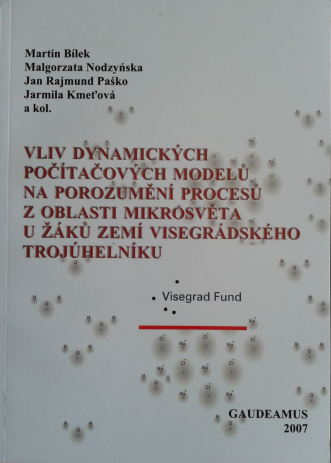 Martin Bílek
Malgorzata Nodzyńska
Jan Rajmund Paśko
Jarmila Kmeťová
a kol.
VLIV DYNAMICKÝCH
POČÍTAČOVÝCH MODELŮ
NA POROZUMĚNÍ PROCESŮ
Z OBLASTI MIKROSVĚTA
U ŽÁKŮ ZEMÍ VISEGRÁDSKÉHO
TROJÚHELNÍKU
Visegrad Fund
GAUDEAMUS
2007